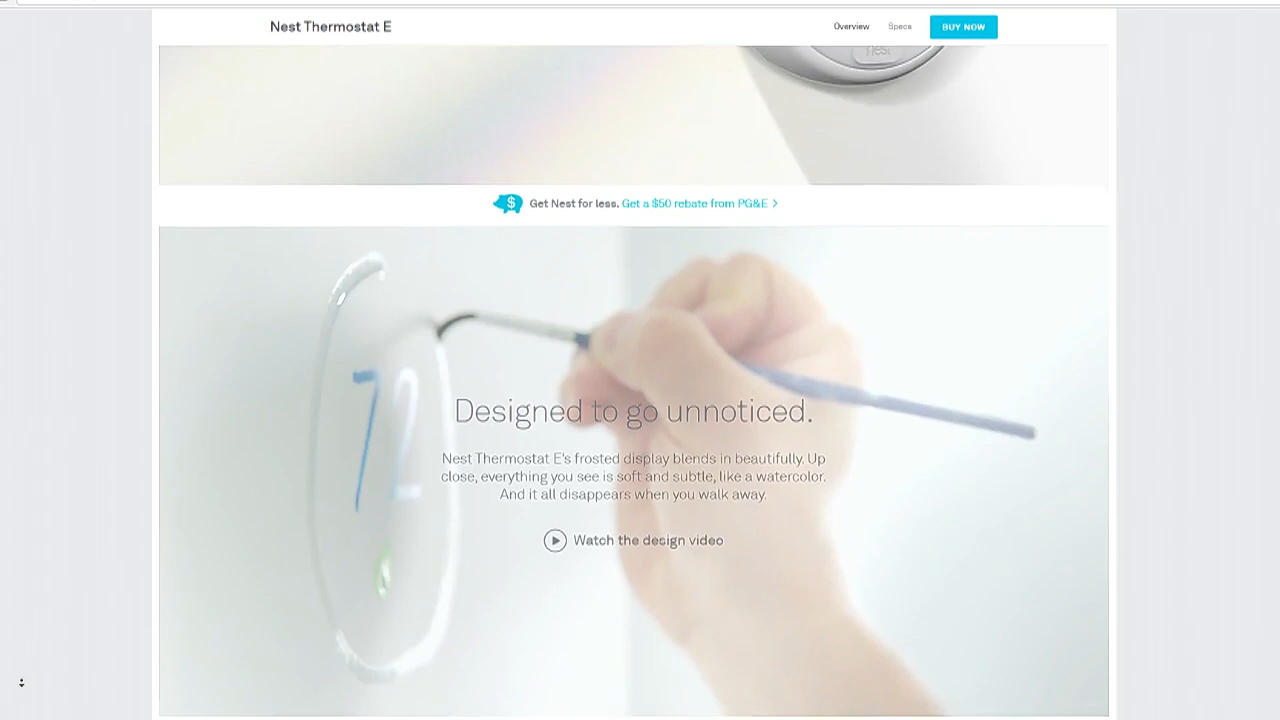 Nest Thermostat E
Overview
Specs
BUY NOW
nest
$
Get Nest for less. Get a $50 rebate from PG&E >
72
Designed to go unnoticed.
Nest Thermostat E's frosted display blends in beautifully. Up
close, everything you see is soft and subtle, like a watercolor.
And it all disappears when you walk away.
Watch the design video